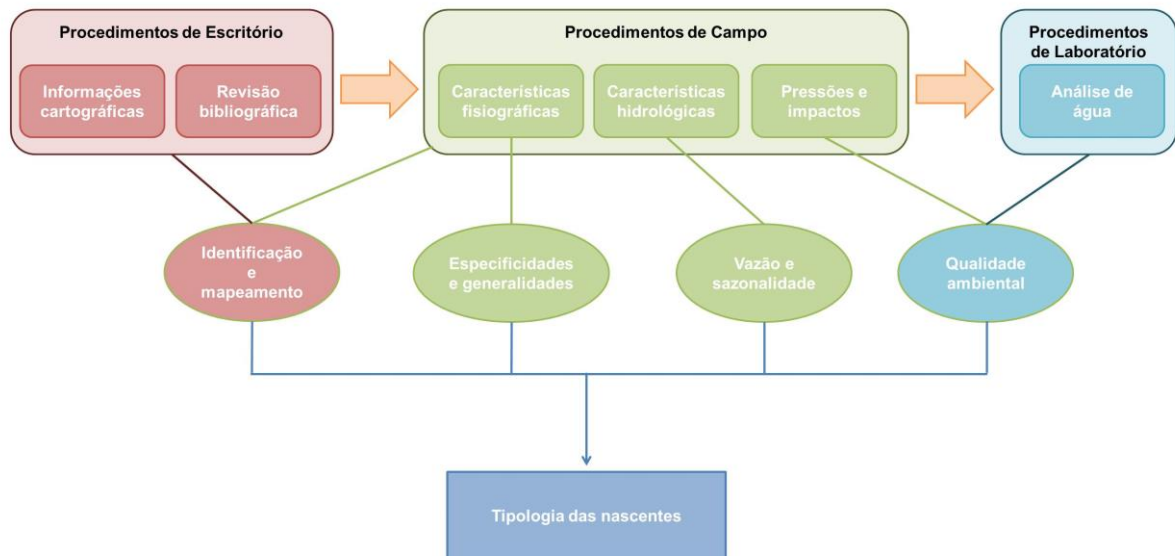 Procedimentos de Escritório
Informações
cartográficas
Revisão
bibliográfica
Procedimentos de Campo
Características
fisiográficas
Características
hidrológicas
Pressões e
impactos
Procedimentos
de Laboratório
Análise de
água
Identificação
e
mapeamento
Especificidades
e generalidades
Vazão e
sazonalidade
Qualidade
ambiental
Tipologia das nascentes